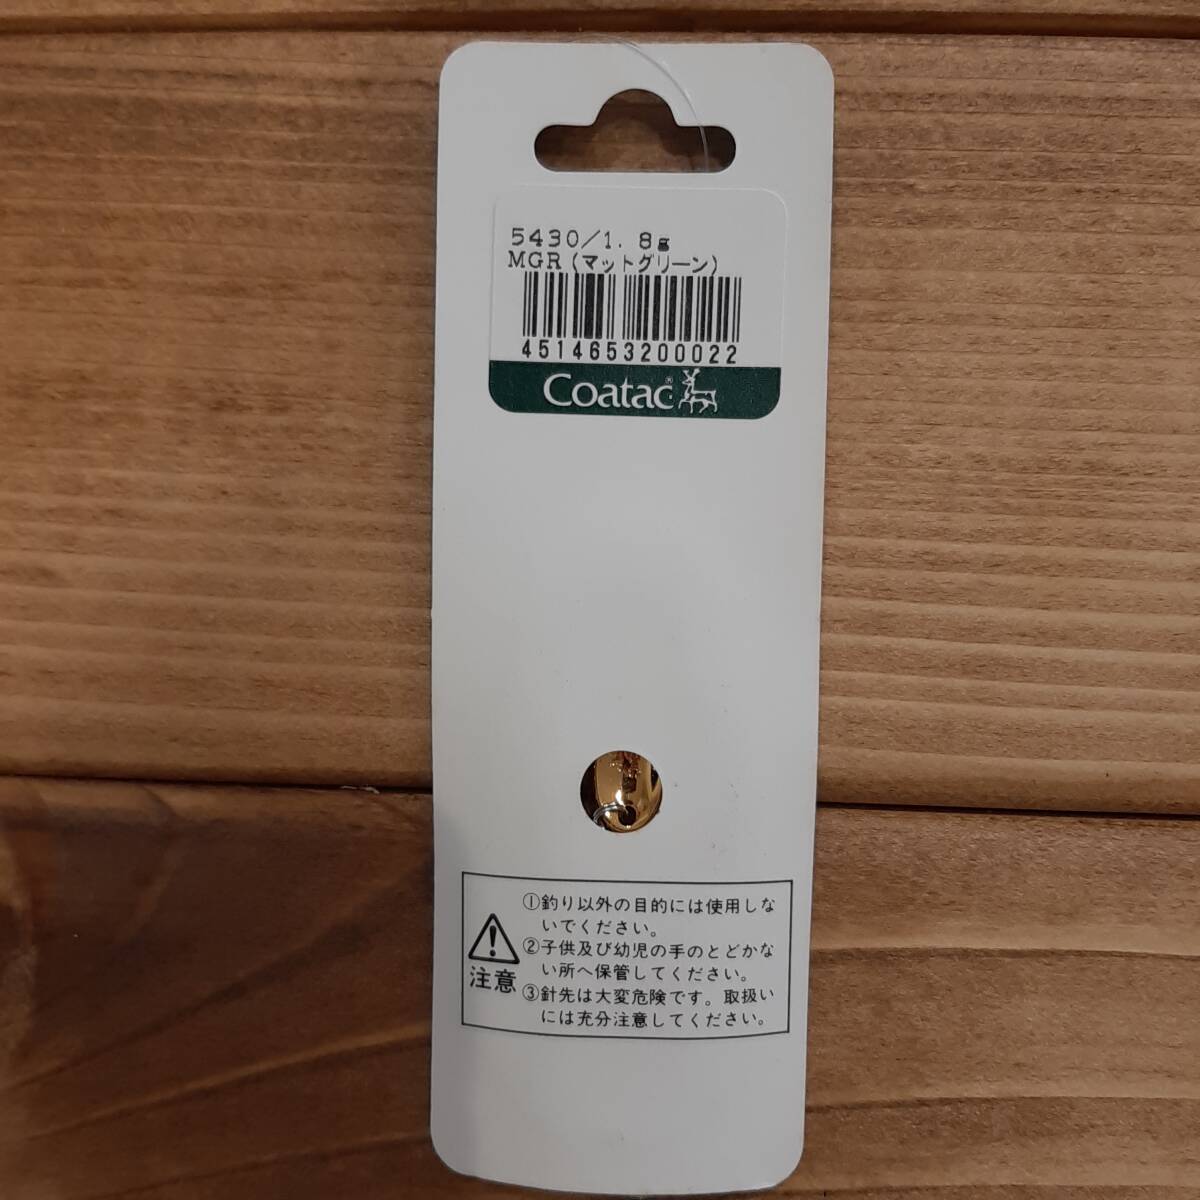 5430/1.8g
MGR(マットグリーン)
4514653200022
Coatac®
注意
①釣り以外の目的には使用しな
いでください。
②子供及び幼児の手のとどかな
い所へ保管してください。
③針先は大変危険です。取扱い
には充分注意してください。